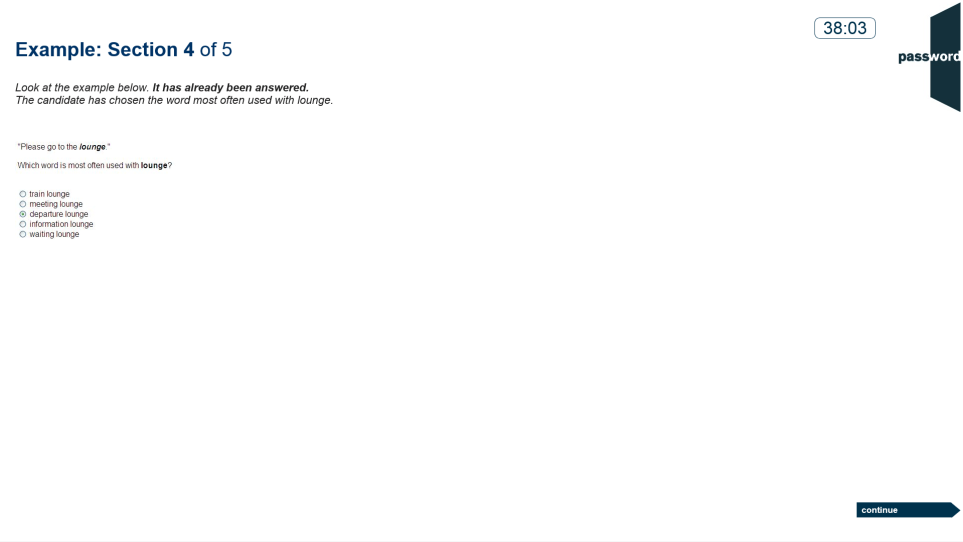 38:03
Example: Section 4 of 5
password
Look at the example below. It has already been answered.
The candidate has chosen the word most often used with lounge.
"Please go to the lounge."
Which word is most often used with lounge?
train lounge
meeting lounge
departure lounge
information lounge
waiting lounge
continue